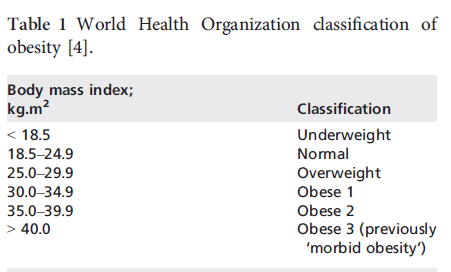 Table 1 World Health Organization classification of
obesity [4].
Body mass index;
kg.m²
Classification
< 18.5 Underweight
18.5–24.9 Normal
25.0–29.9 Overweight
30.0–34.9 Obese 1
35.0–39.9 Obese 2
> 40.0 Obese 3 (previously
‘morbid obesity’)